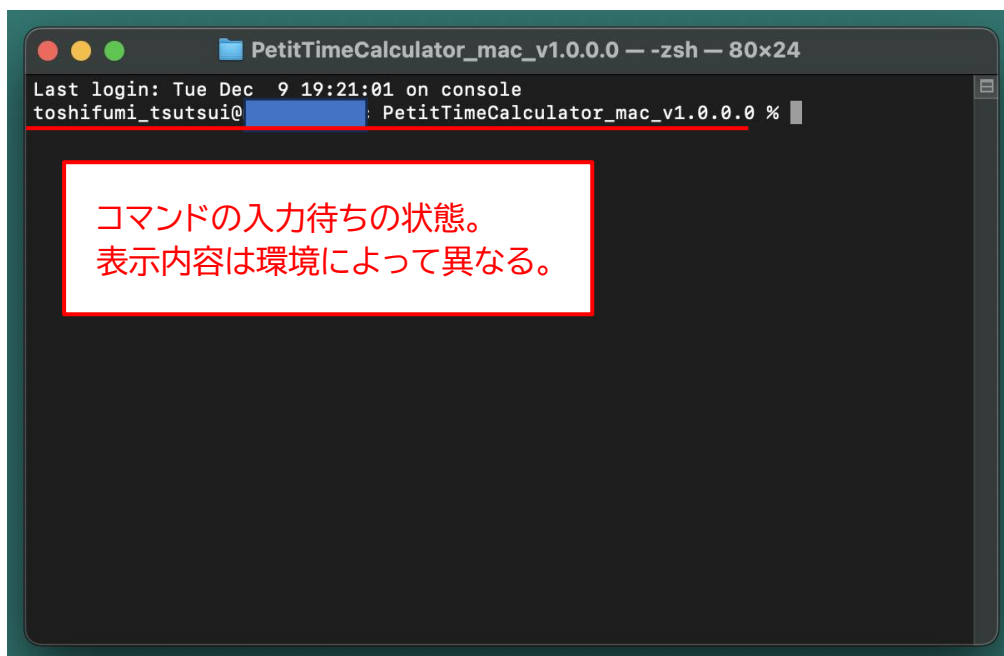 PetitTimeCalculator_mac_v1.0.0.0 — -zsh — 80×24
Last login: Tue Dec  9 19:21:01 on console
toshifumi_tsutsui@: PetitTimeCalculator_mac_v1.0.0.0 %
コマンドの入力待ちの状態。
表示内容は環境によって異なる。